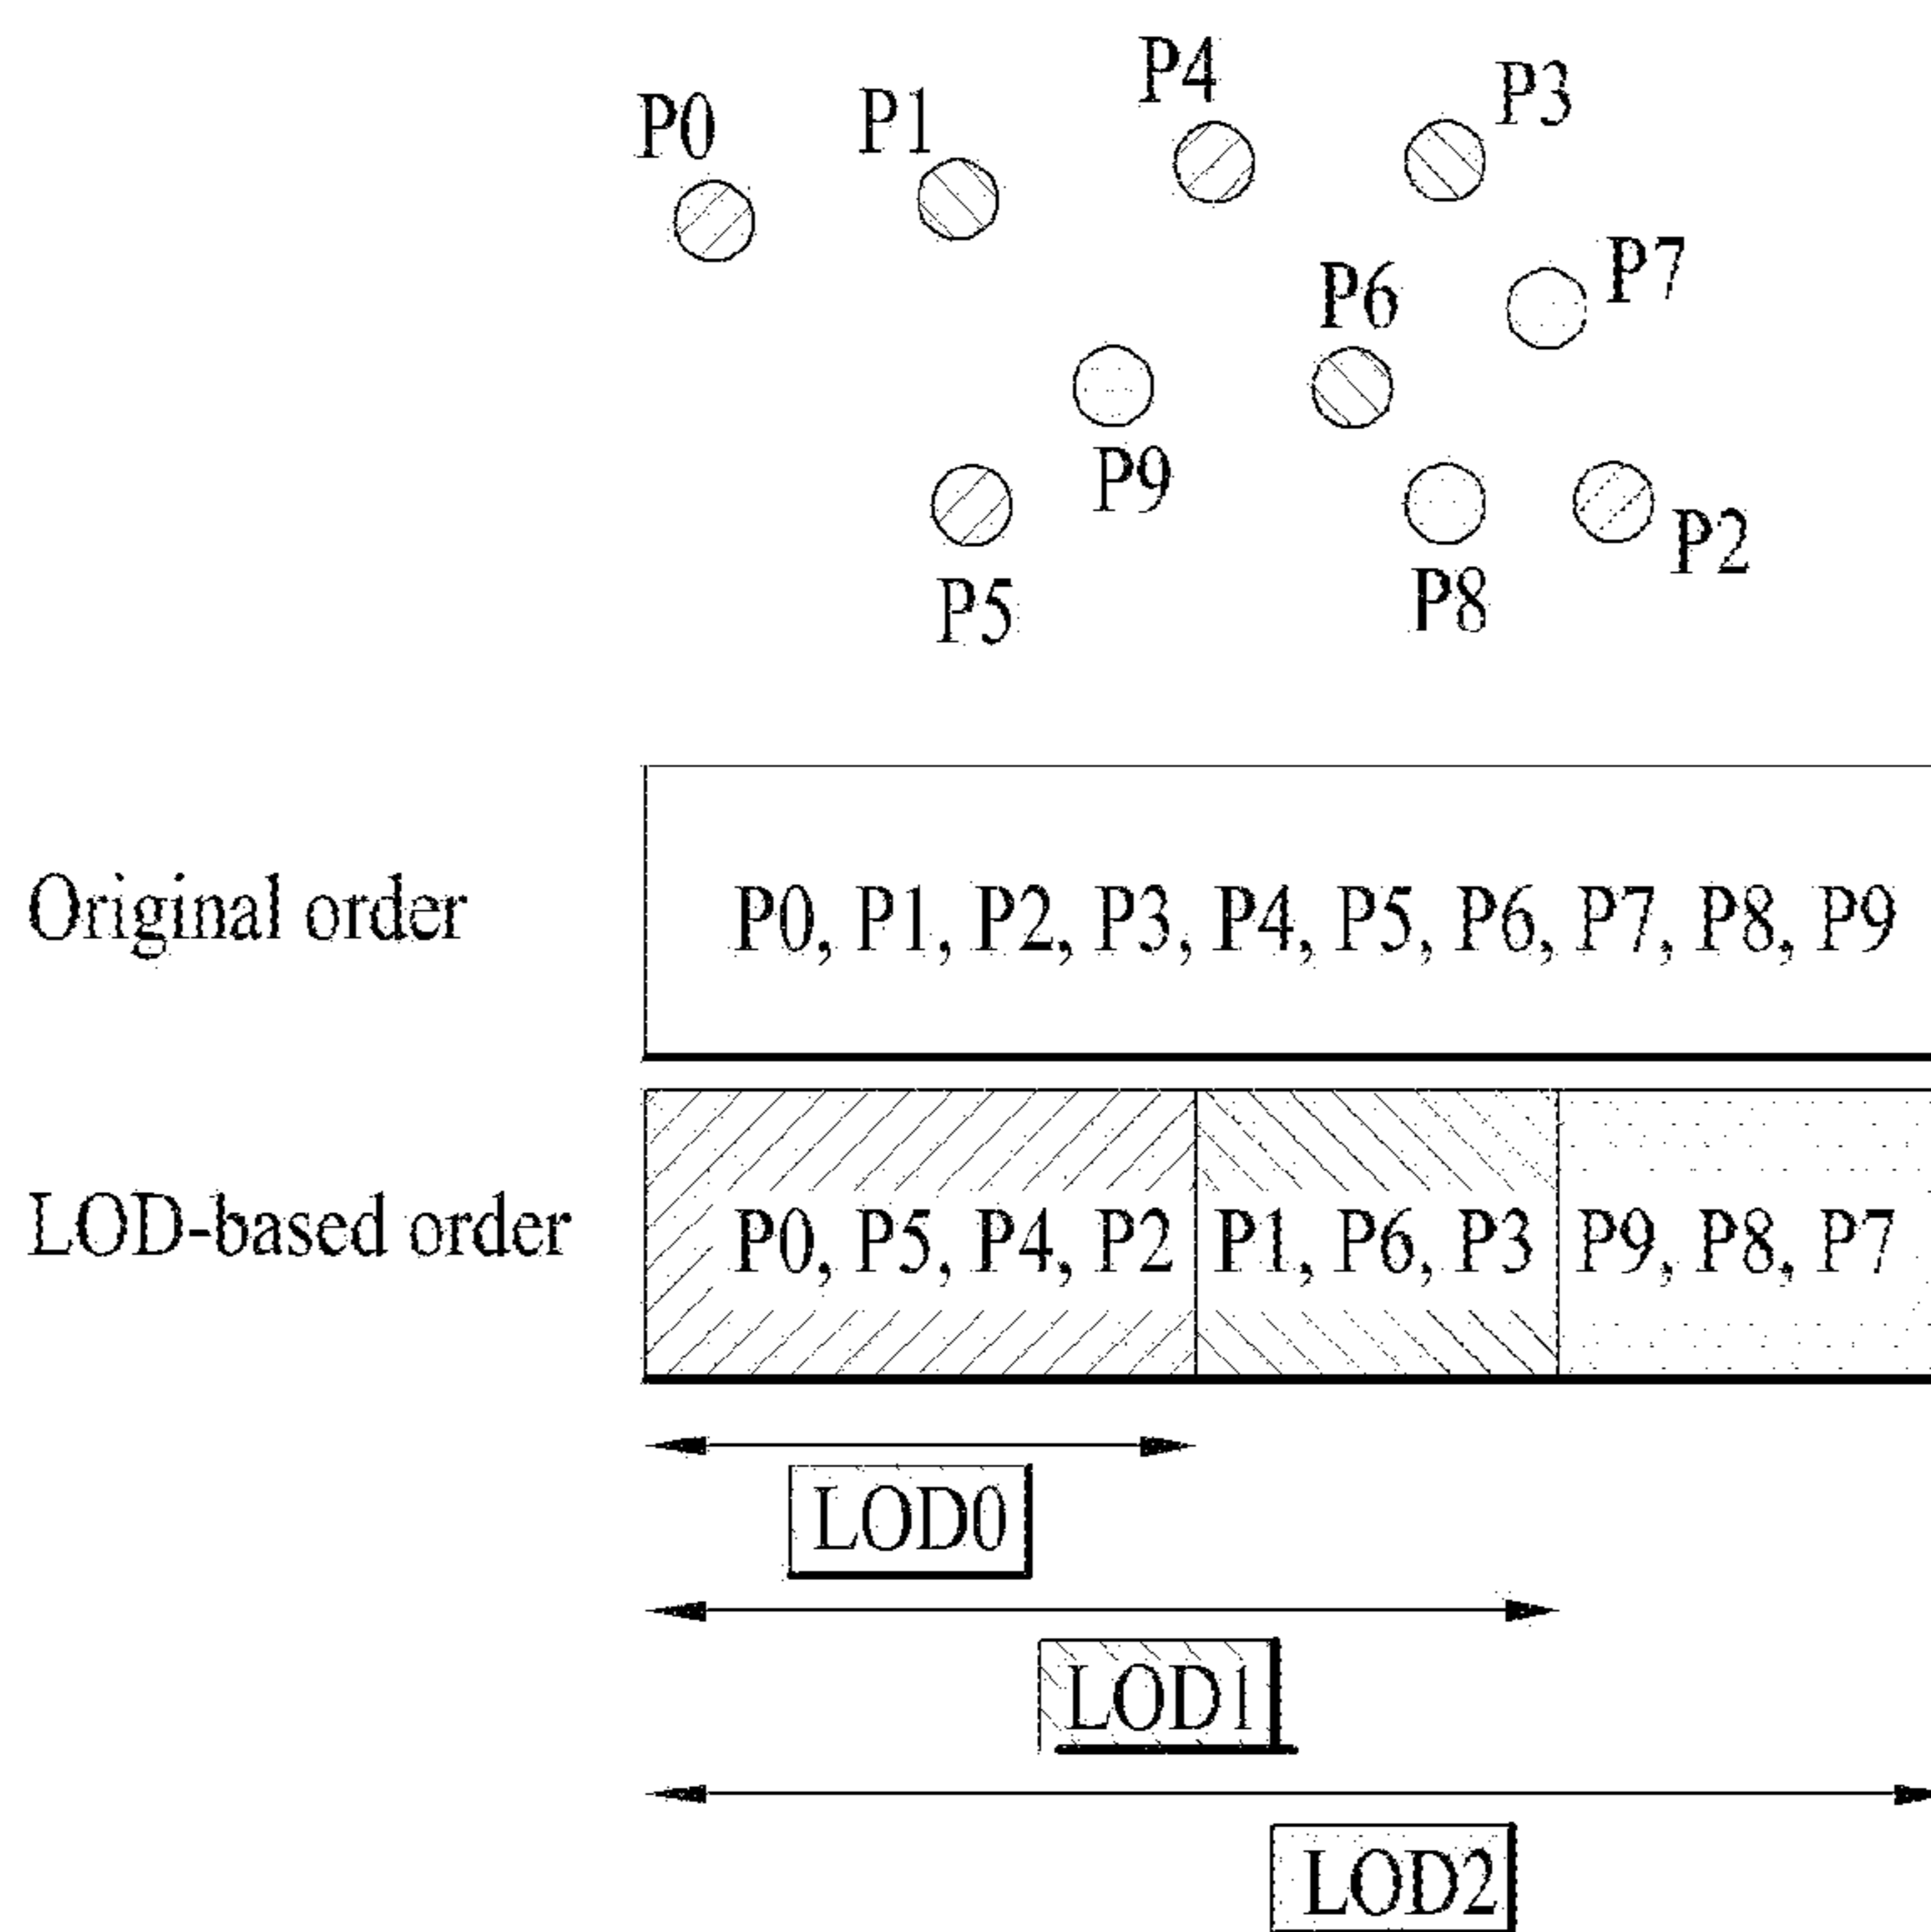 P4
P3
P0
P1
P7
P6
P9
P2
P5
P8
Original order
P0, P1, P2, P3, P4, P5, P6, P7, P8, P9
LOD-based order
P0, P5, P4, P2, P1, P6, P3, P9, P8, P7
LOD0
LOD1
LOD2